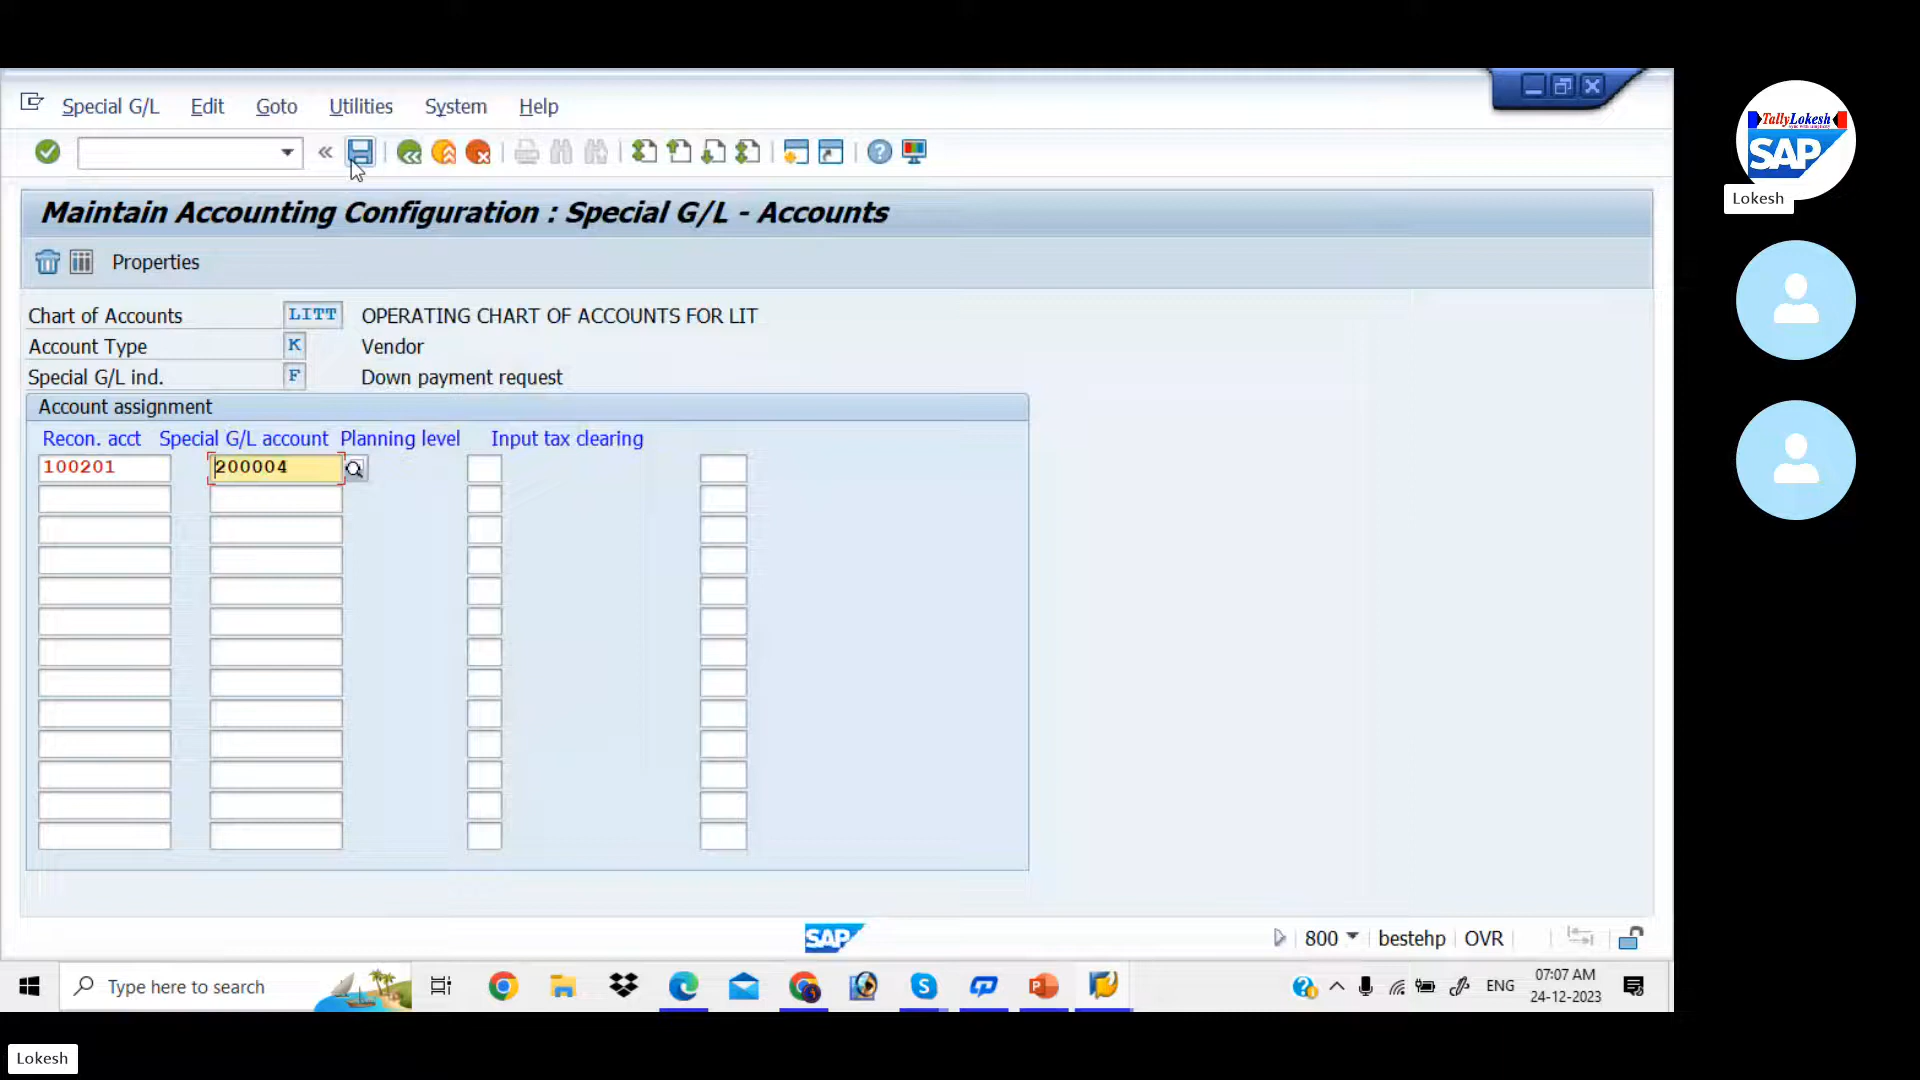 Special G/L Edit Goto Utilities System Help
Maintain Accounting Configuration : Special G/L - Accounts
Properties
Chart of Accounts LITT OPERATING CHART OF ACCOUNTS FOR LIT
Account Type K Vendor
Special G/L ind. F Down payment request
Account assignment
Recon. acct Special G/L account Planning level Input tax clearing
100201 200004
SAP
800 bestehp OVR
Type here to search
ENG
07:07 AM
24-12-2023
TallyLokesh
SAP
Lokesh
Lokesh